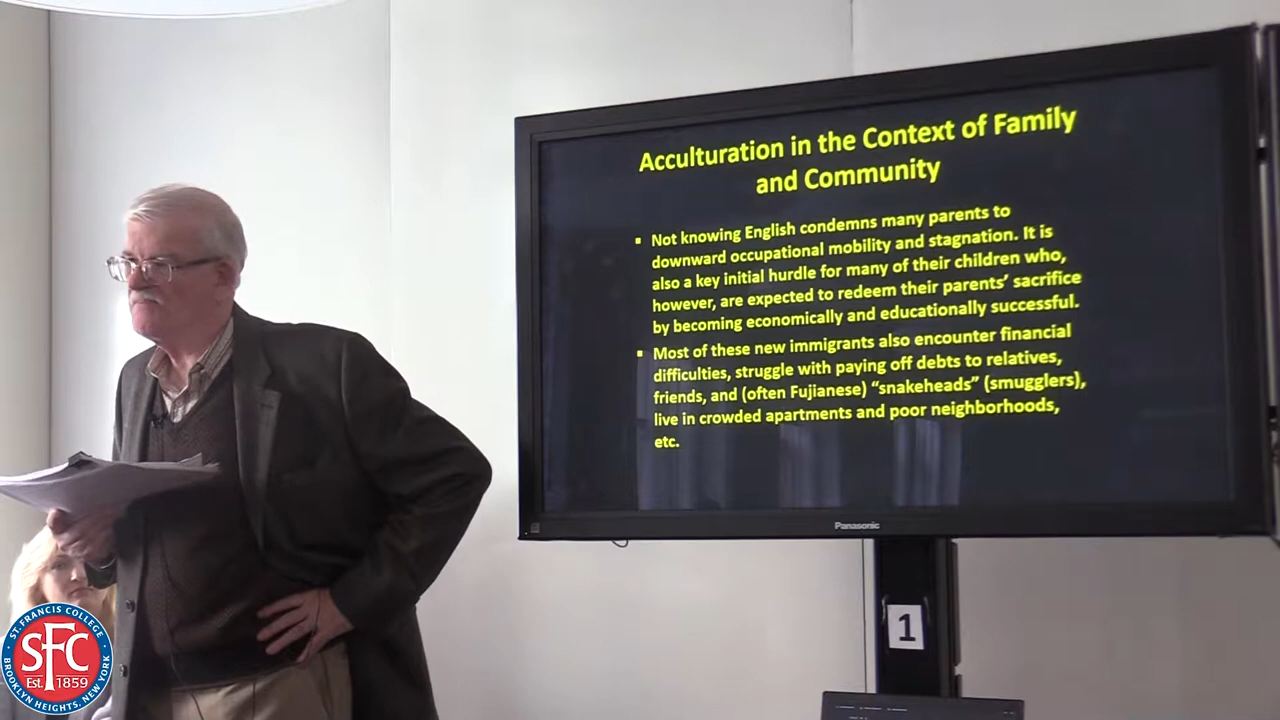 Acculturation in the Context of Family
and Community
▪ Not knowing English condemns many parents to
downward occupational mobility and stagnation. It is
also a key initial hurdle for many of their children who,
however, are expected to redeem their parents’ sacrifice
by becoming economically and educationally successful.
▪ Most of these new immigrants also encounter financial
difficulties, struggle with paying off debts to relatives,
friends, and (often Fujianese) “snakeheads” (smugglers),
live in crowded apartments and poor neighborhoods,
etc.
Panasonic
1
ST. FRANCIS COLLEGE
SFC
EST. 1859
BROOKLYN HEIGHTS, NEW YORK